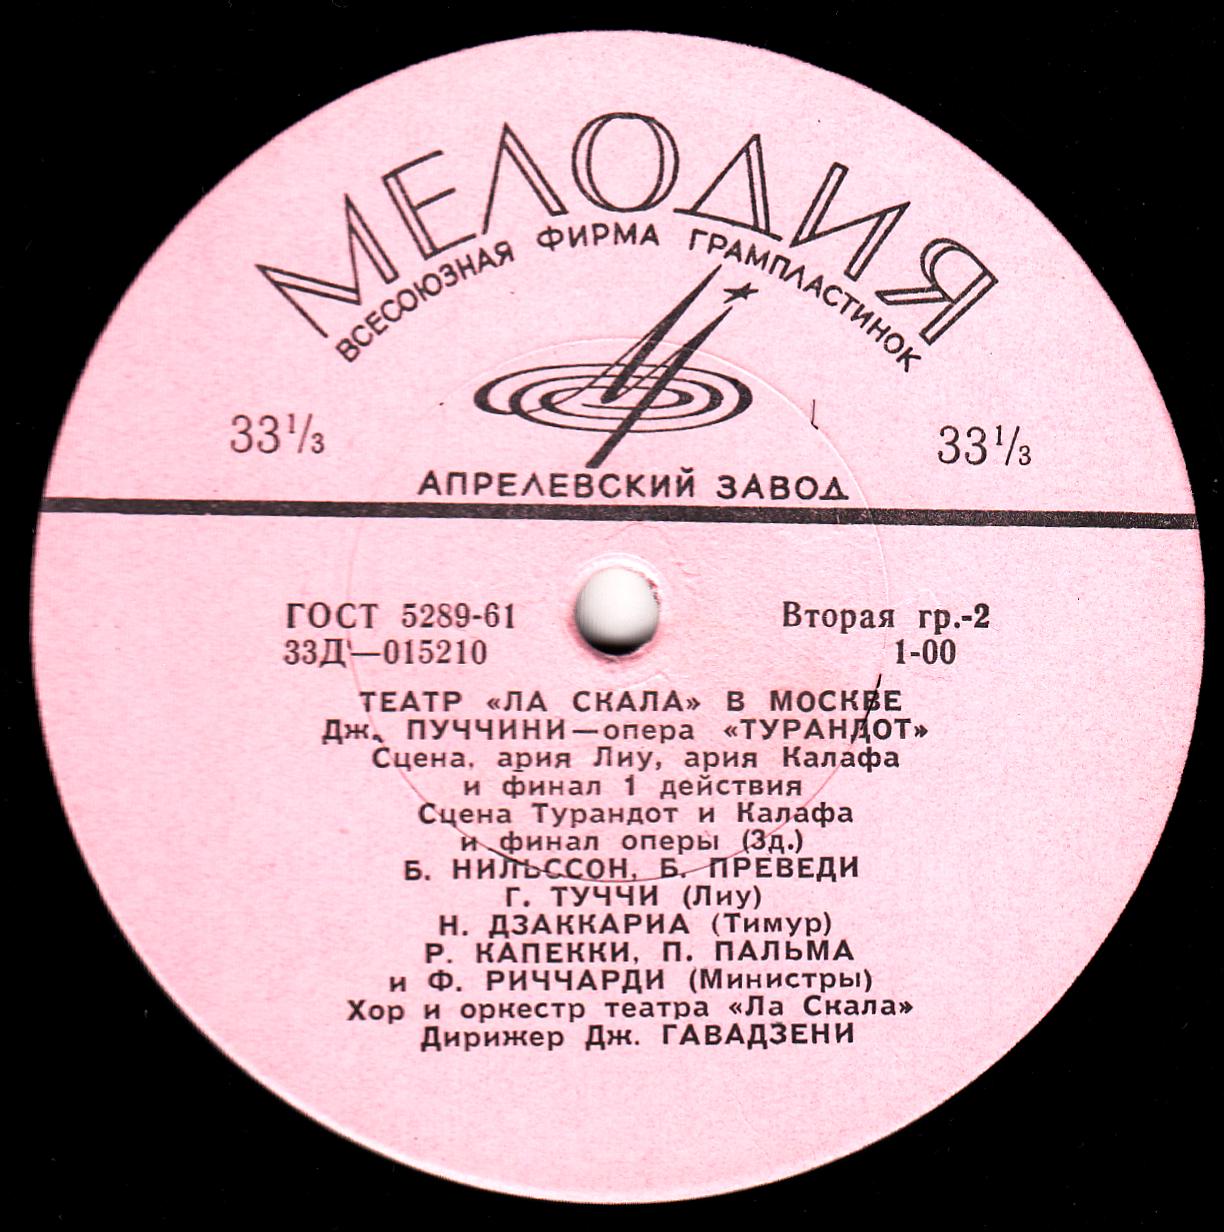 МЕЛОДИЯ
ВСЕСОЮЗНАЯ ФИРМА ГРАМПЛАСТИНОК
33⅓ 33⅓
АПРЕЛЕВСКИЙ ЗАВОД
ГОСТ 5289-61 Вторая гр.-2
33Д—015210 1-00
ТЕАТР «ЛА СКАЛА» В МОСКВЕ
Дж. ПУЧЧИНИ—опера «ТУРАНДОТ»
Сцена, ария Лиу, ария Калафа
и финал 1 действия
Сцена Турандот и Калафа
и финал оперы (3д.)
Б. НИЛЬССОН, Б. ПРЕВЕДИ
Г. ТУЧЧИ (Лиу)
Н. ДЗАККАРИА (Тимур)
Р. КАПЕККИ, П. ПАЛЬМА
и Ф. РИЧЧАРДИ (Министры)
Хор и оркестр театра «Ла Скала»
Дирижер Дж. ГАВАДЗЕНИ